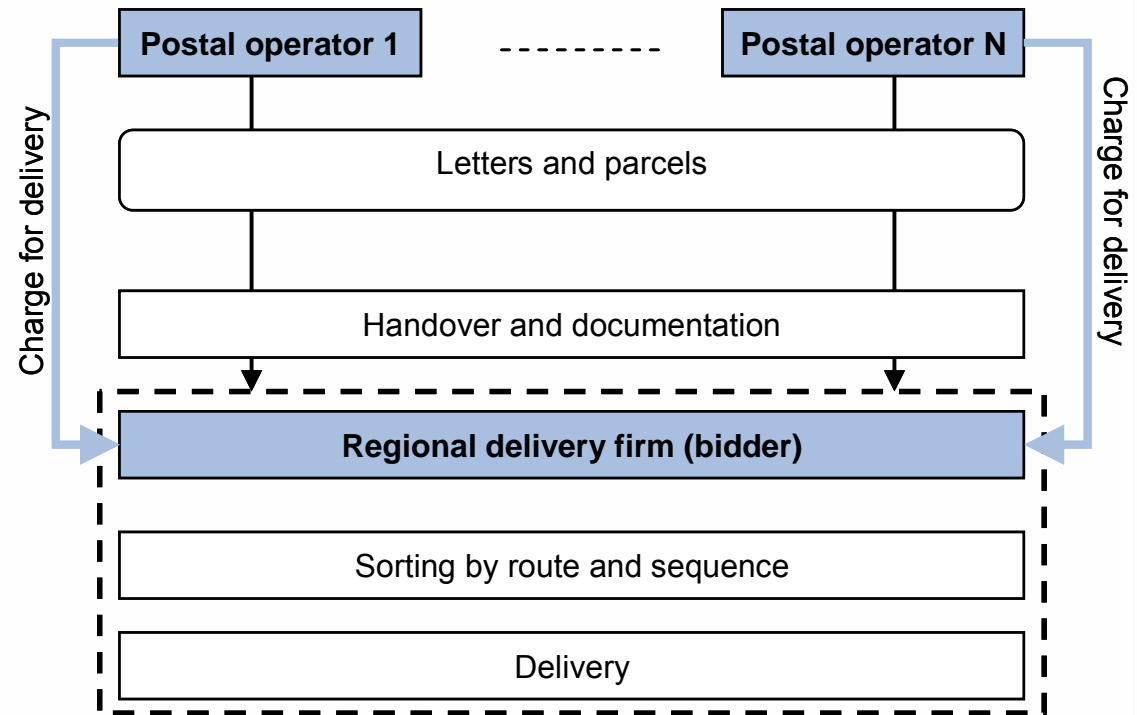 Postal operator 1
Postal operator N
Charge for delivery
Charge for delivery
Letters and parcels
Handover and documentation
Regional delivery firm (bidder)
Sorting by route and sequence
Delivery